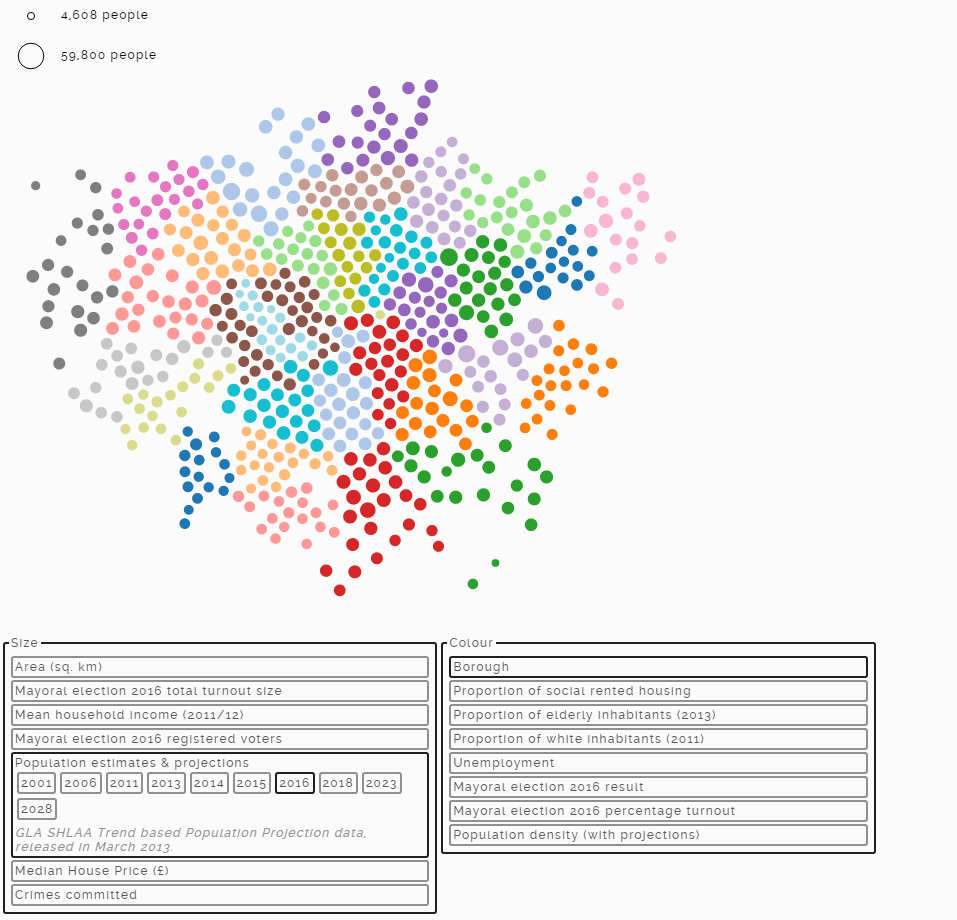 4,608 people
59,800 people
Size
Area (sq. km)
Mayoral election 2016 total turnout size
Mean household income (2011/12)
Mayoral election 2016 registered voters
Population estimates & projections
2001 2006 2011 2013 2014 2015 2016 2018 2023
2028
GLA SHLAA Trend based Population Projection data,
released in March 2013.
Median House Price (£)
Crimes committed
Colour
Borough
Proportion of social rented housing
Proportion of elderly inhabitants (2013)
Proportion of white inhabitants (2011)
Unemployment
Mayoral election 2016 result
Mayoral election 2016 percentage turnout
Population density (with projections)